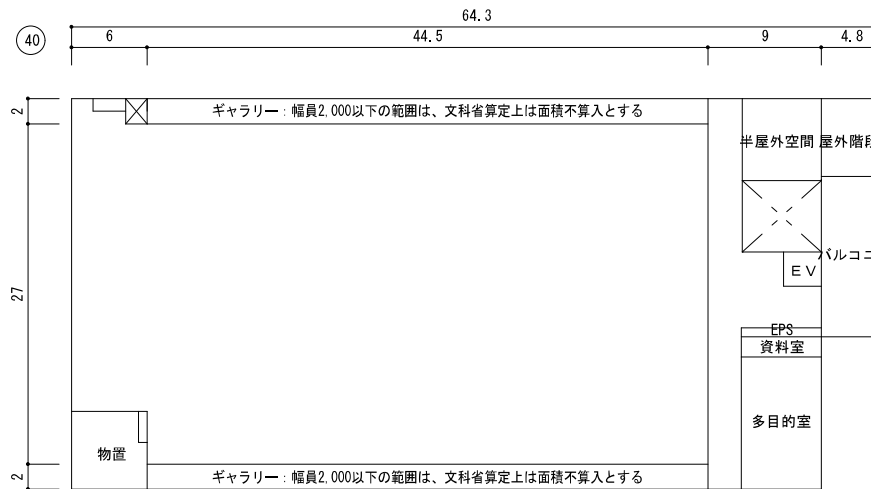 64.3
40
6
44.5
9
4.8
2
ギャラリー：幅員2,000以下の範囲は、文科省算定上は面積不算入とする
半屋外空間
屋外階段
バルコニ
EV
27
EPS
資料室
多目的室
物置
2
ギャラリー：幅員2,000以下の範囲は、文科省算定上は面積不算入とする